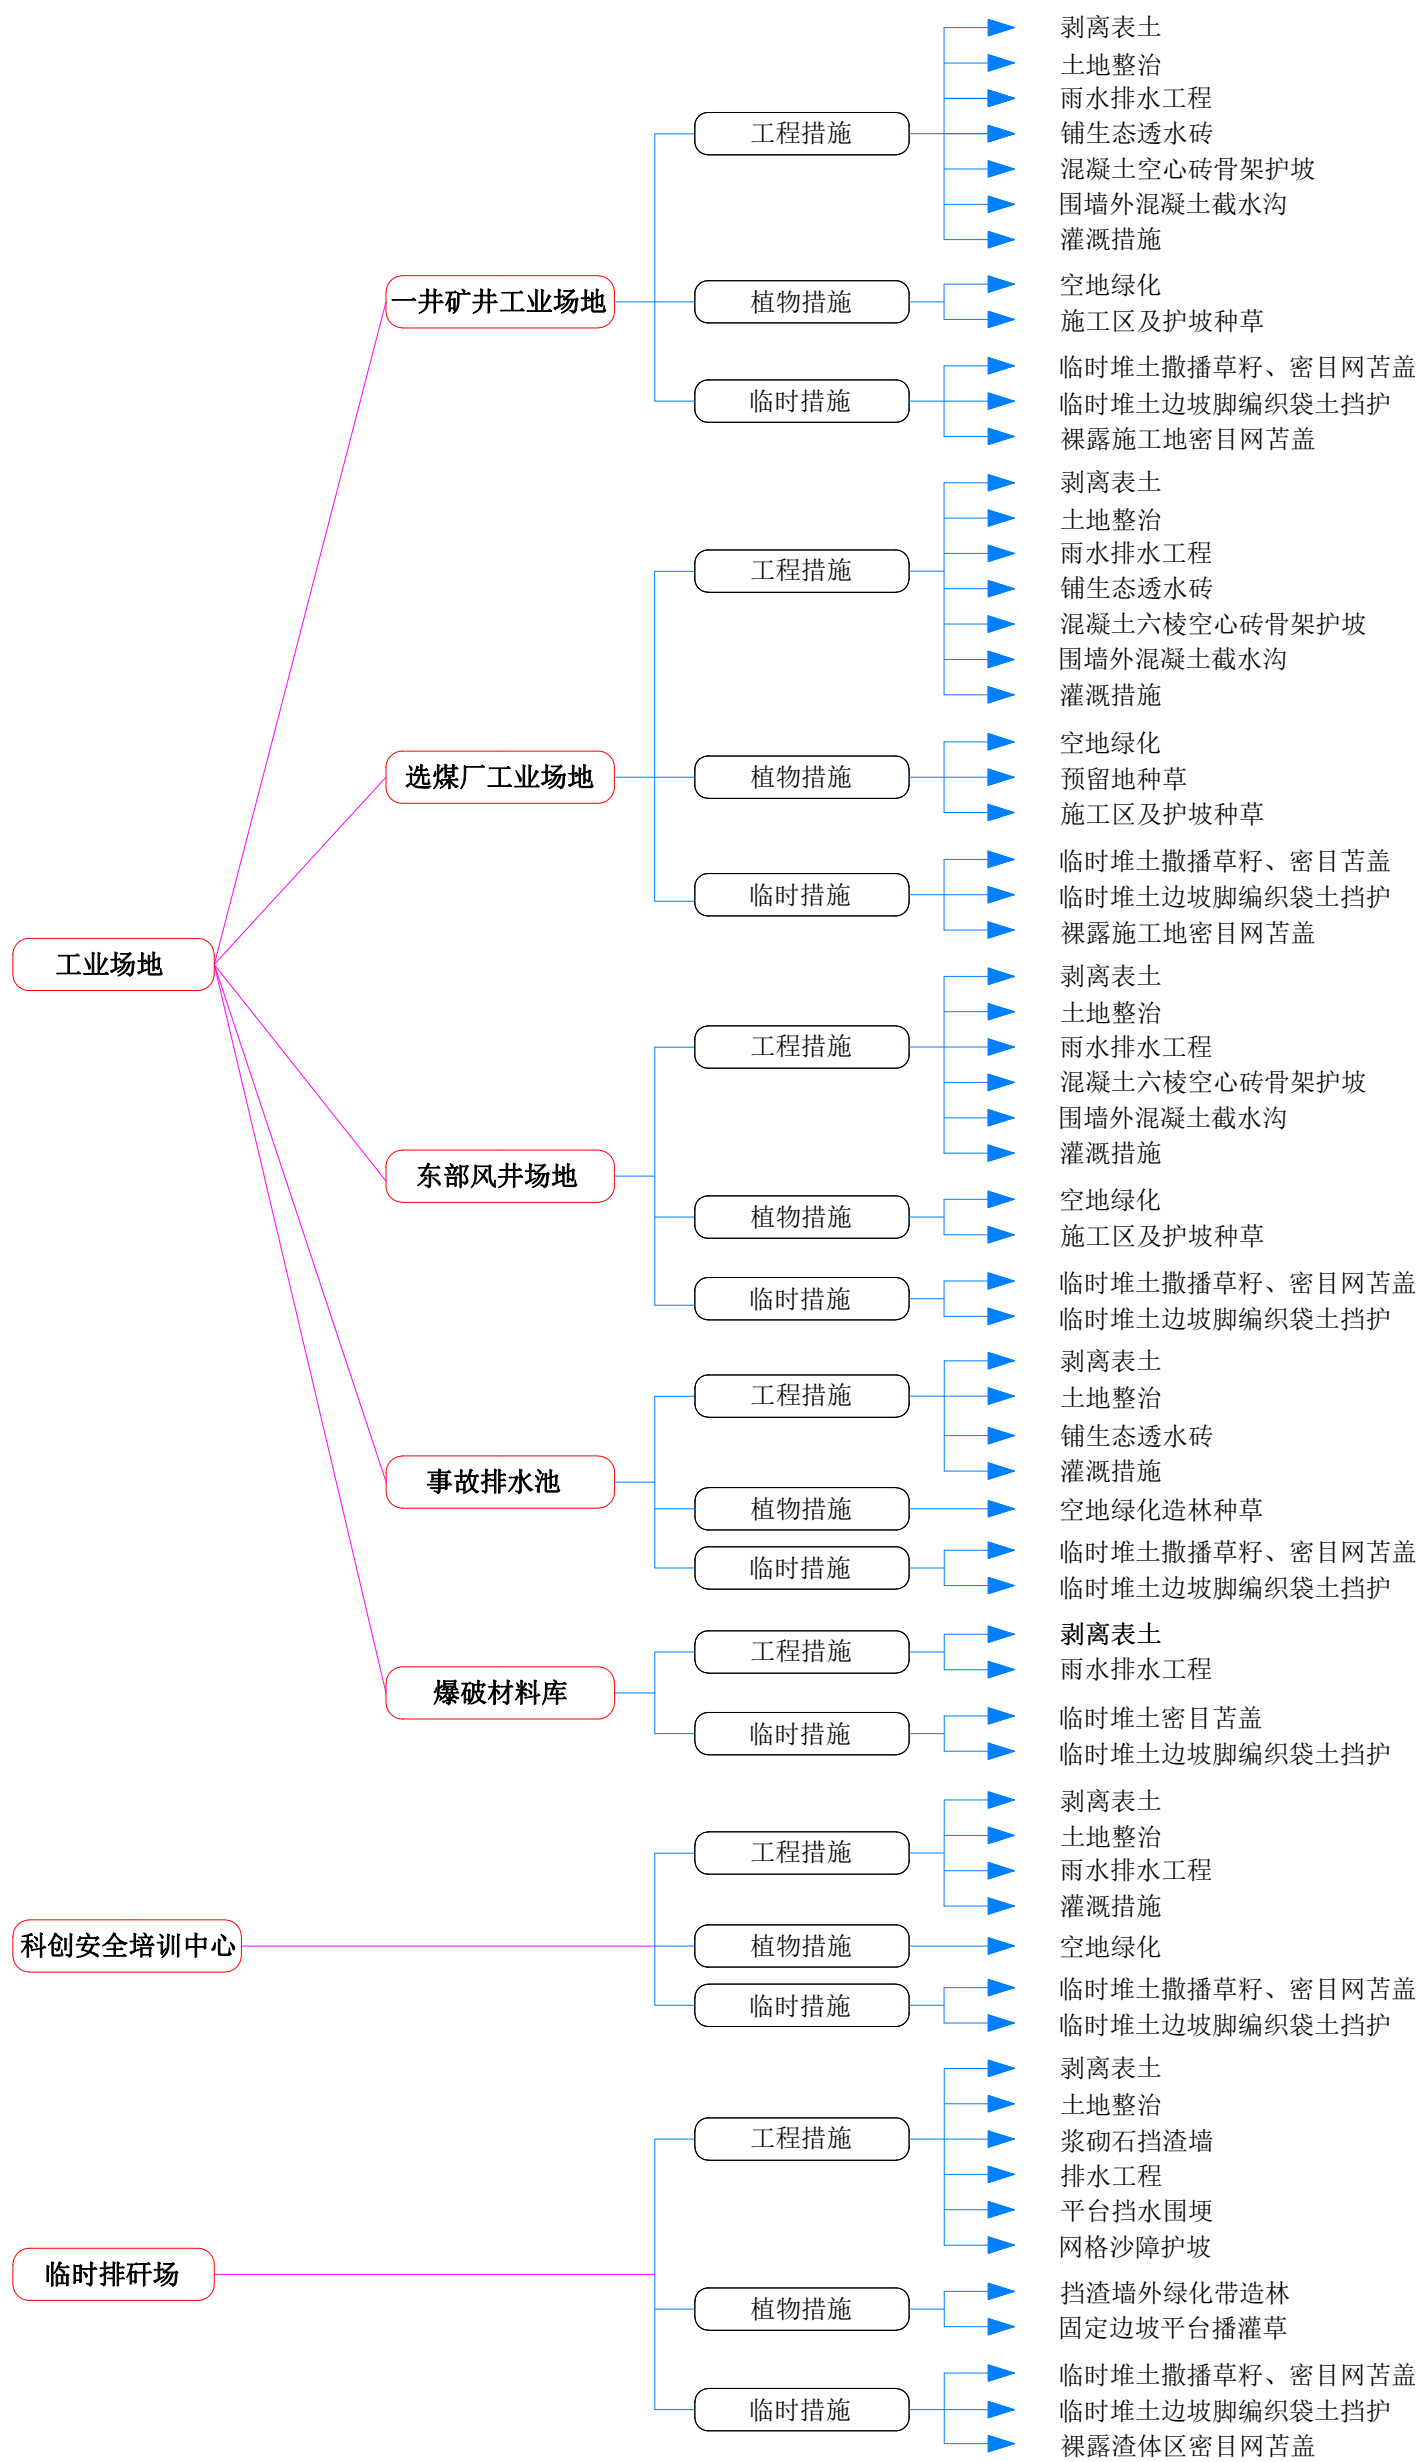 工业场地
一井矿井工业场地
工程措施
剥离表土
土地整治
雨水排水工程
铺生态透水砖
混凝土空心砖骨架护坡
围墙外混凝土截水沟
灌溉措施
植物措施
空地绿化
施工区及护坡种草
临时措施
临时堆土撒播草籽、密目网苫盖
临时堆土边坡脚编织袋土挡护
裸露施工地密目网苫盖
选煤厂工业场地
工程措施
剥离表土
土地整治
雨水排水工程
铺生态透水砖
混凝土六棱空心砖骨架护坡
围墙外混凝土截水沟
灌溉措施
植物措施
空地绿化
预留地种草
施工区及护坡种草
临时措施
临时堆土撒播草籽、密目苫盖
临时堆土边坡脚编织袋土挡护
裸露施工地密目网苫盖
东部风井场地
工程措施
剥离表土
土地整治
雨水排水工程
混凝土六棱空心砖骨架护坡
围墙外混凝土截水沟
灌溉措施
植物措施
空地绿化
施工区及护坡种草
临时措施
临时堆土撒播草籽、密目网苫盖
临时堆土边坡脚编织袋土挡护
事故排水池
工程措施
剥离表土
土地整治
铺生态透水砖
灌溉措施
植物措施
空地绿化造林种草
临时措施
临时堆土撒播草籽、密目网苫盖
临时堆土边坡脚编织袋土挡护
爆破材料库
工程措施
剥离表土
雨水排水工程
临时措施
临时堆土密目苫盖
临时堆土边坡脚编织袋土挡护
科创安全培训中心
工程措施
剥离表土
土地整治
雨水排水工程
灌溉措施
植物措施
空地绿化
临时措施
临时堆土撒播草籽、密目网苫盖
临时堆土边坡脚编织袋土挡护
临时排矸场
工程措施
剥离表土
土地整治
浆砌石挡渣墙
排水工程
平台挡水围埂
网格沙障护坡
植物措施
挡渣墙外绿化带造林
固定边坡平台播灌草
临时措施
临时堆土撒播草籽、密目网苫盖
临时堆土边坡脚编织袋土挡护
裸露渣体区密目网苫盖